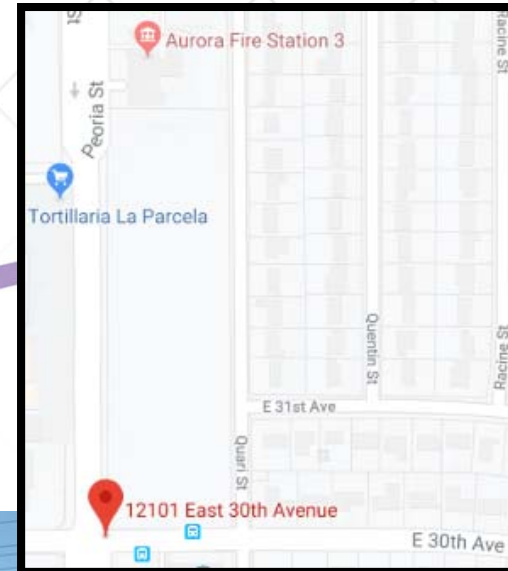 St
Aurora Fire Station 3
Racine St
Peoria St
Tortillaria La Parcela
Quentin St
Racine St
E 31st Ave
Quari St
12101 East 30th Avenue
E 30th Ave